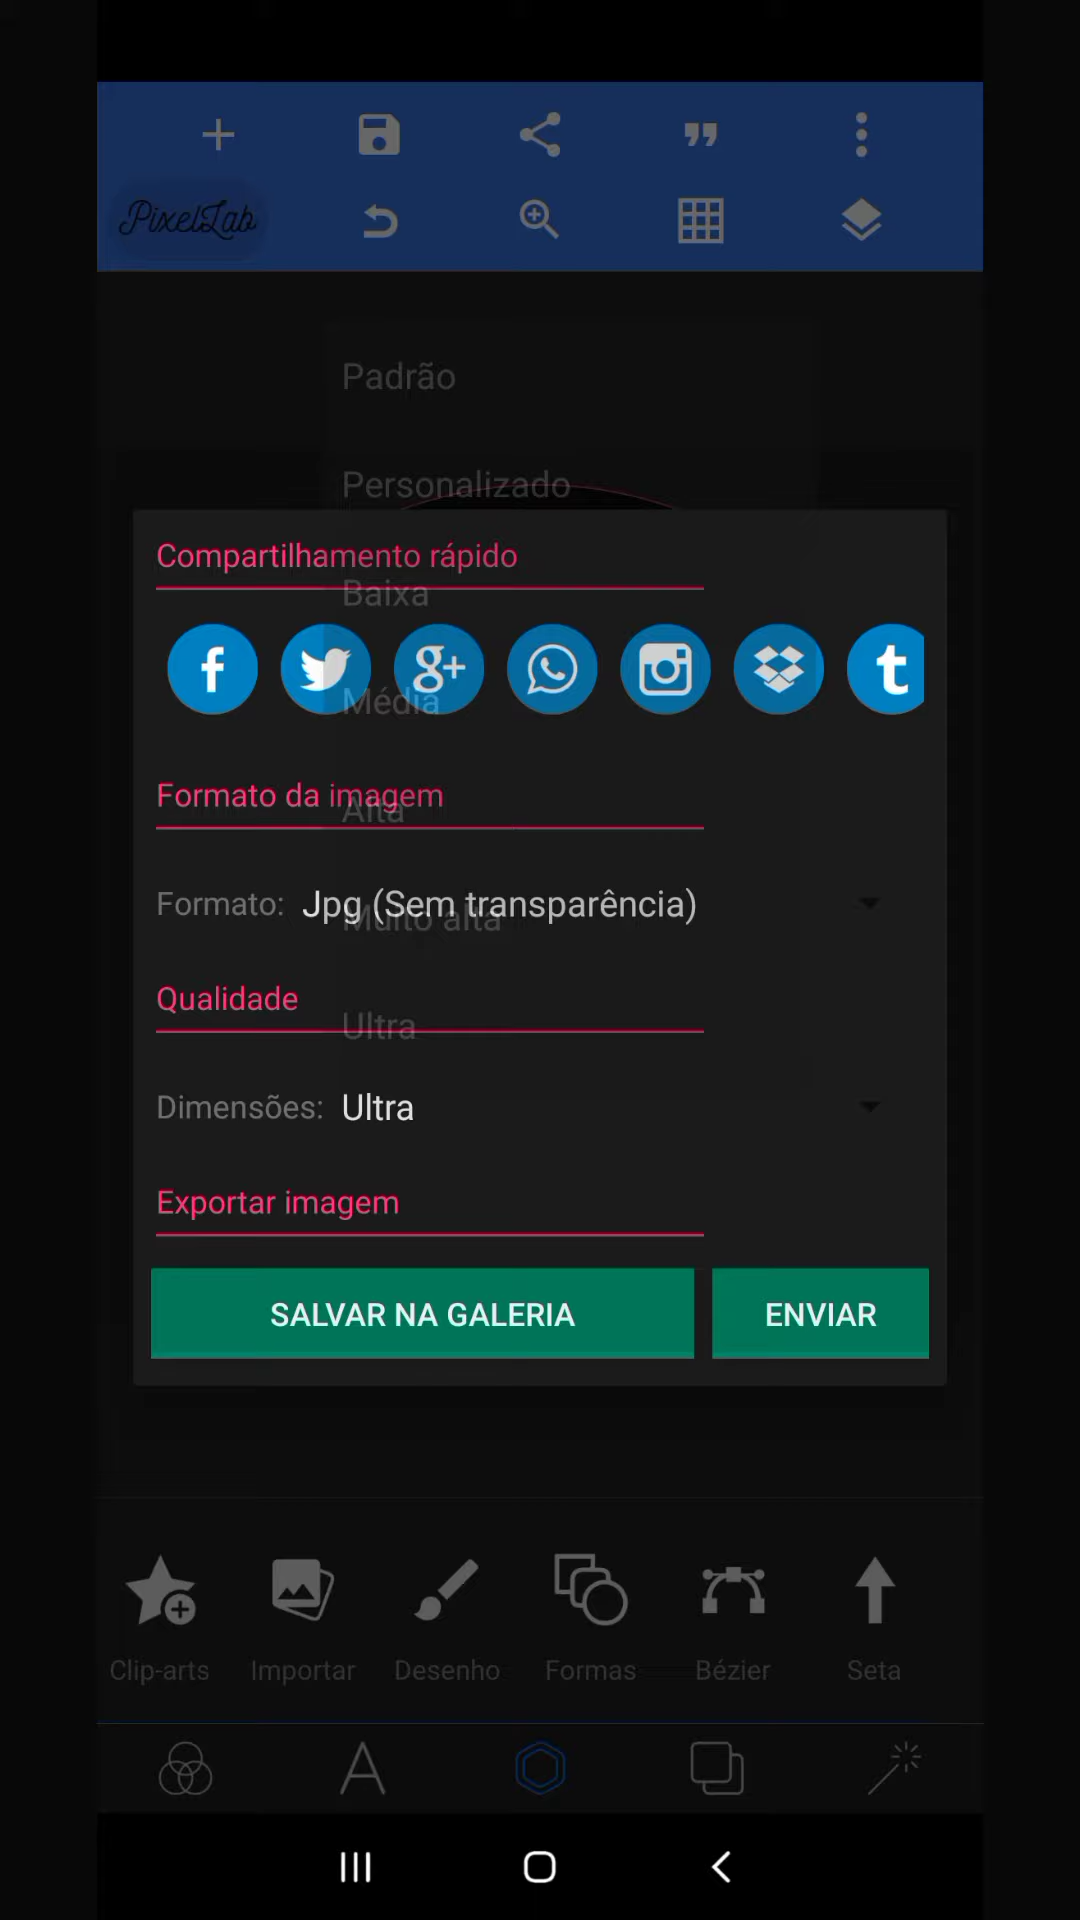 PixelLab
Padrão
Personalizado
Compartilhamento rápido
Baixa
f
g+
t
Média
Formato da imagem
Alta
Formato: Jpg (Sem transparência)
Muito alta
Qualidade
Ultra
Dimensões: Ultra
Exportar imagem
SALVAR NA GALERIA ENVIAR
Clip-arts Importar Desenho Formas Bézier Seta
A